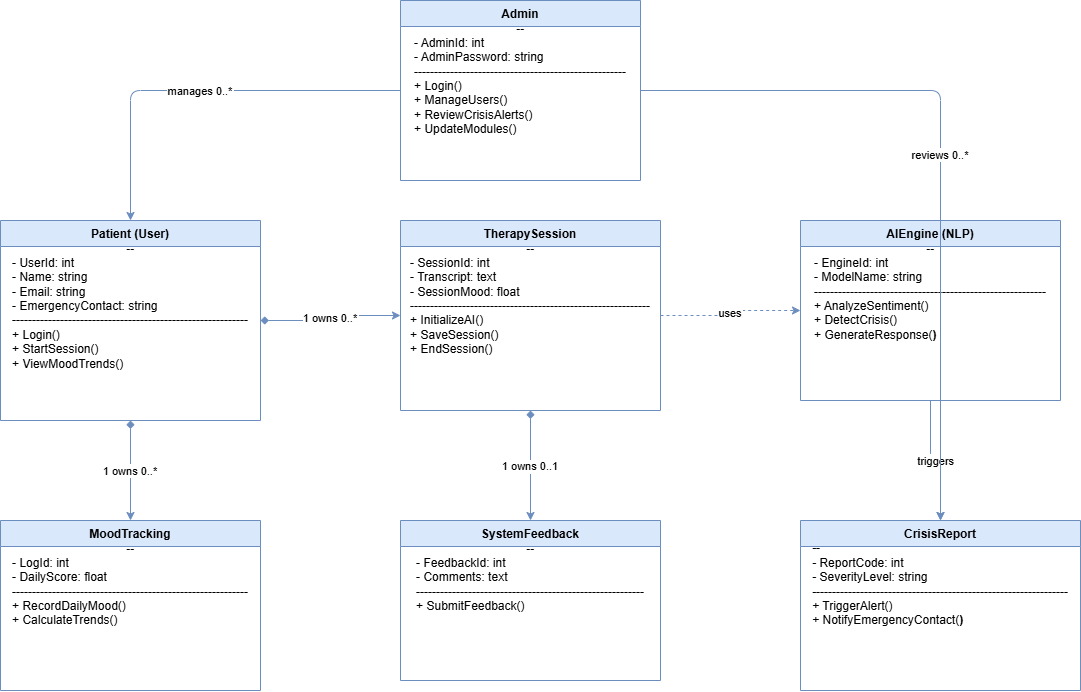 Admin
--
- AdminId: int
- AdminPassword: string
-----------------------------------------------------
+ Login()
+ ManageUsers()
+ ReviewCrisisAlerts()
+ UpdateModules()
manages 0..*
reviews 0..*
Patient (User)
--
- UserId: int
- Name: string
- Email: string
- EmergencyContact: string
-----------------------------------------------------------
+ Login()
+ StartSession()
+ ViewMoodTrends()
1 owns 0..*
TherapySession
--
- SessionId: int
- Transcript: text
- SessionMood: float
------------------------------------------------------------
+ InitializeAI()
+ SaveSession()
+ EndSession()
uses
AIEngine (NLP)
--
- EngineId: int
- ModelName: string
----------------------------------------------------------
+ AnalyzeSentiment()
+ DetectCrisis()
+ GenerateResponse()
1 owns 0..*
1 owns 0..1
triggers
MoodTracking
--
- LogId: int
- DailyScore: float
-----------------------------------------------------------
+ RecordDailyMood()
+ CalculateTrends()
SystemFeedback
--
- FeedbackId: int
- Comments: text
---------------------------------------------------------
+ SubmitFeedback()
CrisisReport
--
- ReportCode: int
- SeverityLevel: string
----------------------------------------------------------------
+ TriggerAlert()
+ NotifyEmergencyContact()